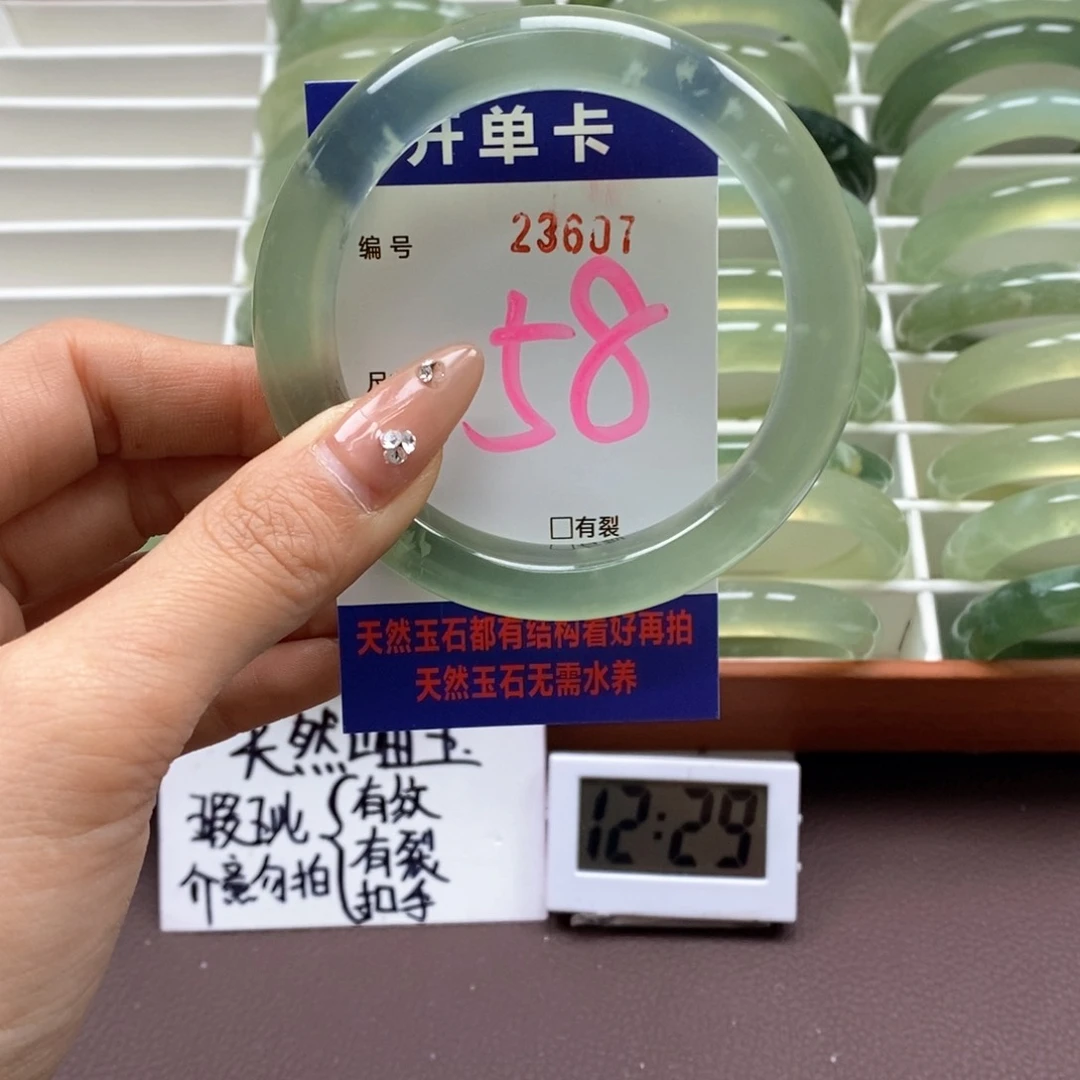 开单卡
编号 23607
58
尺
□有裂
天然玉石都有结构看好再拍
天然玉石无需水养
天然岫玉
瑕玼 有纹
有裂
介意勿拍 扣手
12:29